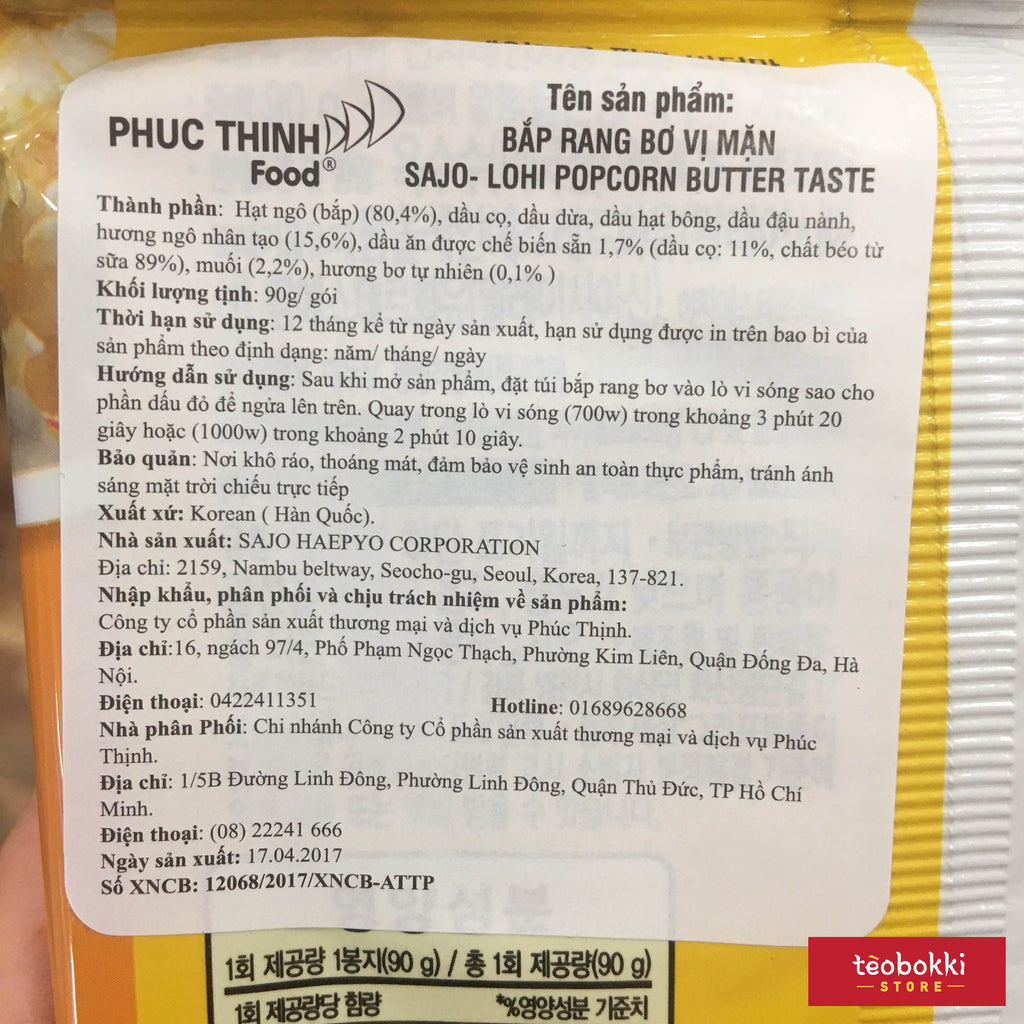 PHUC THINH
Food®
Tên sản phẩm:
BẮP RANG BƠ VỊ MẶN
SAJO- LOHI POPCORN BUTTER TASTE
Thành phần: Hạt ngô (bắp) (80,4%), dầu cọ, dầu dừa, dầu hạt bông, dầu đậu nành,
hương ngô nhân tạo (15,6%), dầu ăn được chế biến sẵn 1,7% (dầu cọ: 11%, chất béo từ
sữa 89%), muối (2,2%), hương bơ tự nhiên (0,1% )
Khối lượng tịnh: 90g/ gói
Thời hạn sử dụng: 12 tháng kể từ ngày sản xuất, hạn sử dụng được in trên bao bì của
sản phẩm theo định dạng: năm/ tháng/ ngày
Hướng dẫn sử dụng: Sau khi mở sản phẩm, đặt túi bắp rang bơ vào lò vi sóng sao cho
phần dấu đỏ để ngửa lên trên. Quay trong lò vi sóng (700w) trong khoảng 3 phút 20
giây hoặc (1000w) trong khoảng 2 phút 10 giây.
Bảo quản: Nơi khô ráo, thoáng mát, đảm bảo vệ sinh an toàn thực phẩm, tránh ánh
sáng mặt trời chiếu trực tiếp
Xuất xứ: Korean ( Hàn Quốc).
Nhà sản xuất: SAJO HAEPYO CORPORATION
Địa chỉ: 2159, Nambu beltway, Seocho-gu, Seoul, Korea, 137-821.
Nhập khẩu, phân phối và chịu trách nhiệm về sản phẩm:
Công ty cổ phần sản xuất thương mại và dịch vụ Phúc Thịnh.
Địa chỉ:16, ngách 97/4, Phố Phạm Ngọc Thạch, Phường Kim Liên, Quận Đống Đa, Hà
Nội.
Điện thoại: 0422411351 Hotline: 01689628668
Nhà phân Phối: Chi nhánh Công ty Cổ phần sản xuất thương mại và dịch vụ Phúc
Thịnh.
Địa chỉ: 1/5B Đường Linh Đông, Phường Linh Đông, Quận Thủ Đức, TP Hồ Chí
Minh.
Điện thoại: (08) 22241 666
Ngày sản xuất: 17.04.2017
Số XNCB: 12068/2017/XNCB-ATTP
영양성분
1회 제공량 1봉지(90 g) / 총 1회 제공량(90 g)
1회 제공량당 함량 *%영양성분 기준치
tèobokki
STORE